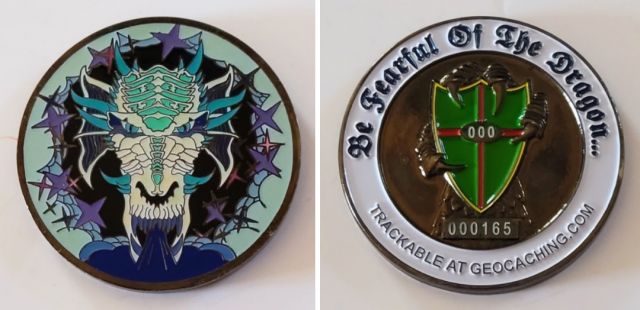 Be Fearful Of The Dragon...
000
000165
TRACKABLE AT GEOCACHING.COM